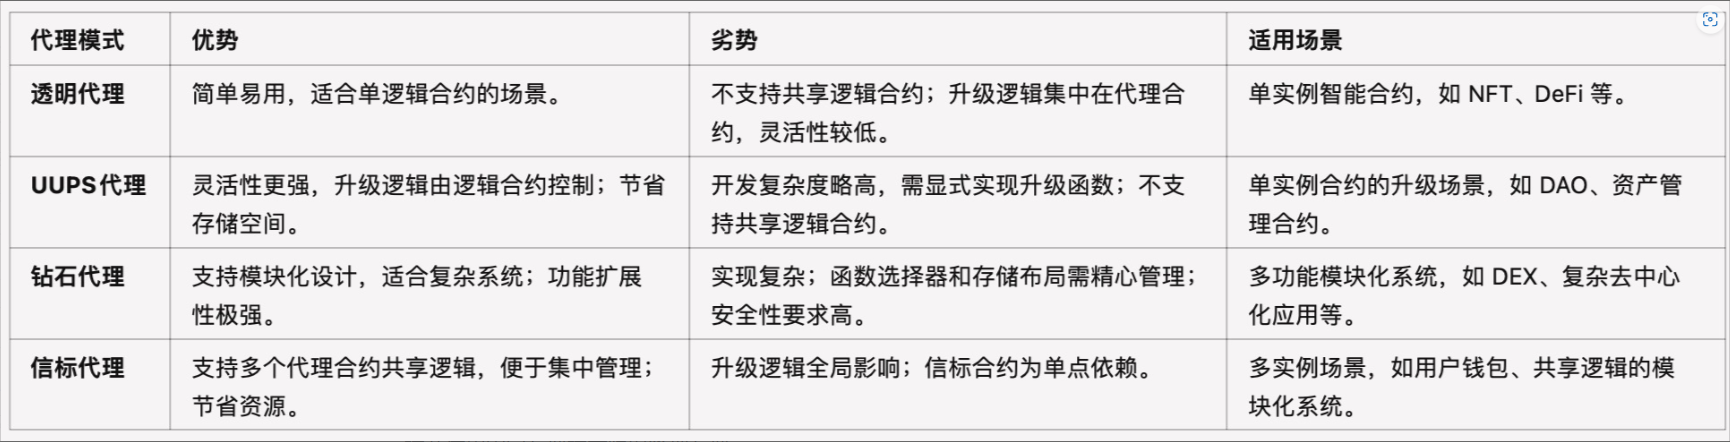 代理模式 优势 劣势 适用场景
透明代理 简单易用，适合单逻辑合约的场景。 不支持共享逻辑合约；升级逻辑集中在代理合 单实例智能合约，如 NFT、DeFi 等。
约，灵活性较低。
UUPS代理 灵活性更强，升级逻辑由逻辑合约控制；节省 开发复杂度略高，需显式实现升级函数；不支 单实例合约的升级场景，如 DAO、资产管
存储空间。 持共享逻辑合约。 理合约。
钻石代理 支持模块化设计，适合复杂系统；功能扩展 实现复杂；函数选择器和存储布局需精心管理； 多功能模块化系统，如 DEX、复杂去中心
性极强。 安全性要求高。 化应用等。
信标代理 支持多个代理合约共享逻辑，便于集中管理； 升级逻辑全局影响；信标合约为单点依赖。 多实例场景，如用户钱包、共享逻辑的模
节省资源。 块化系统。